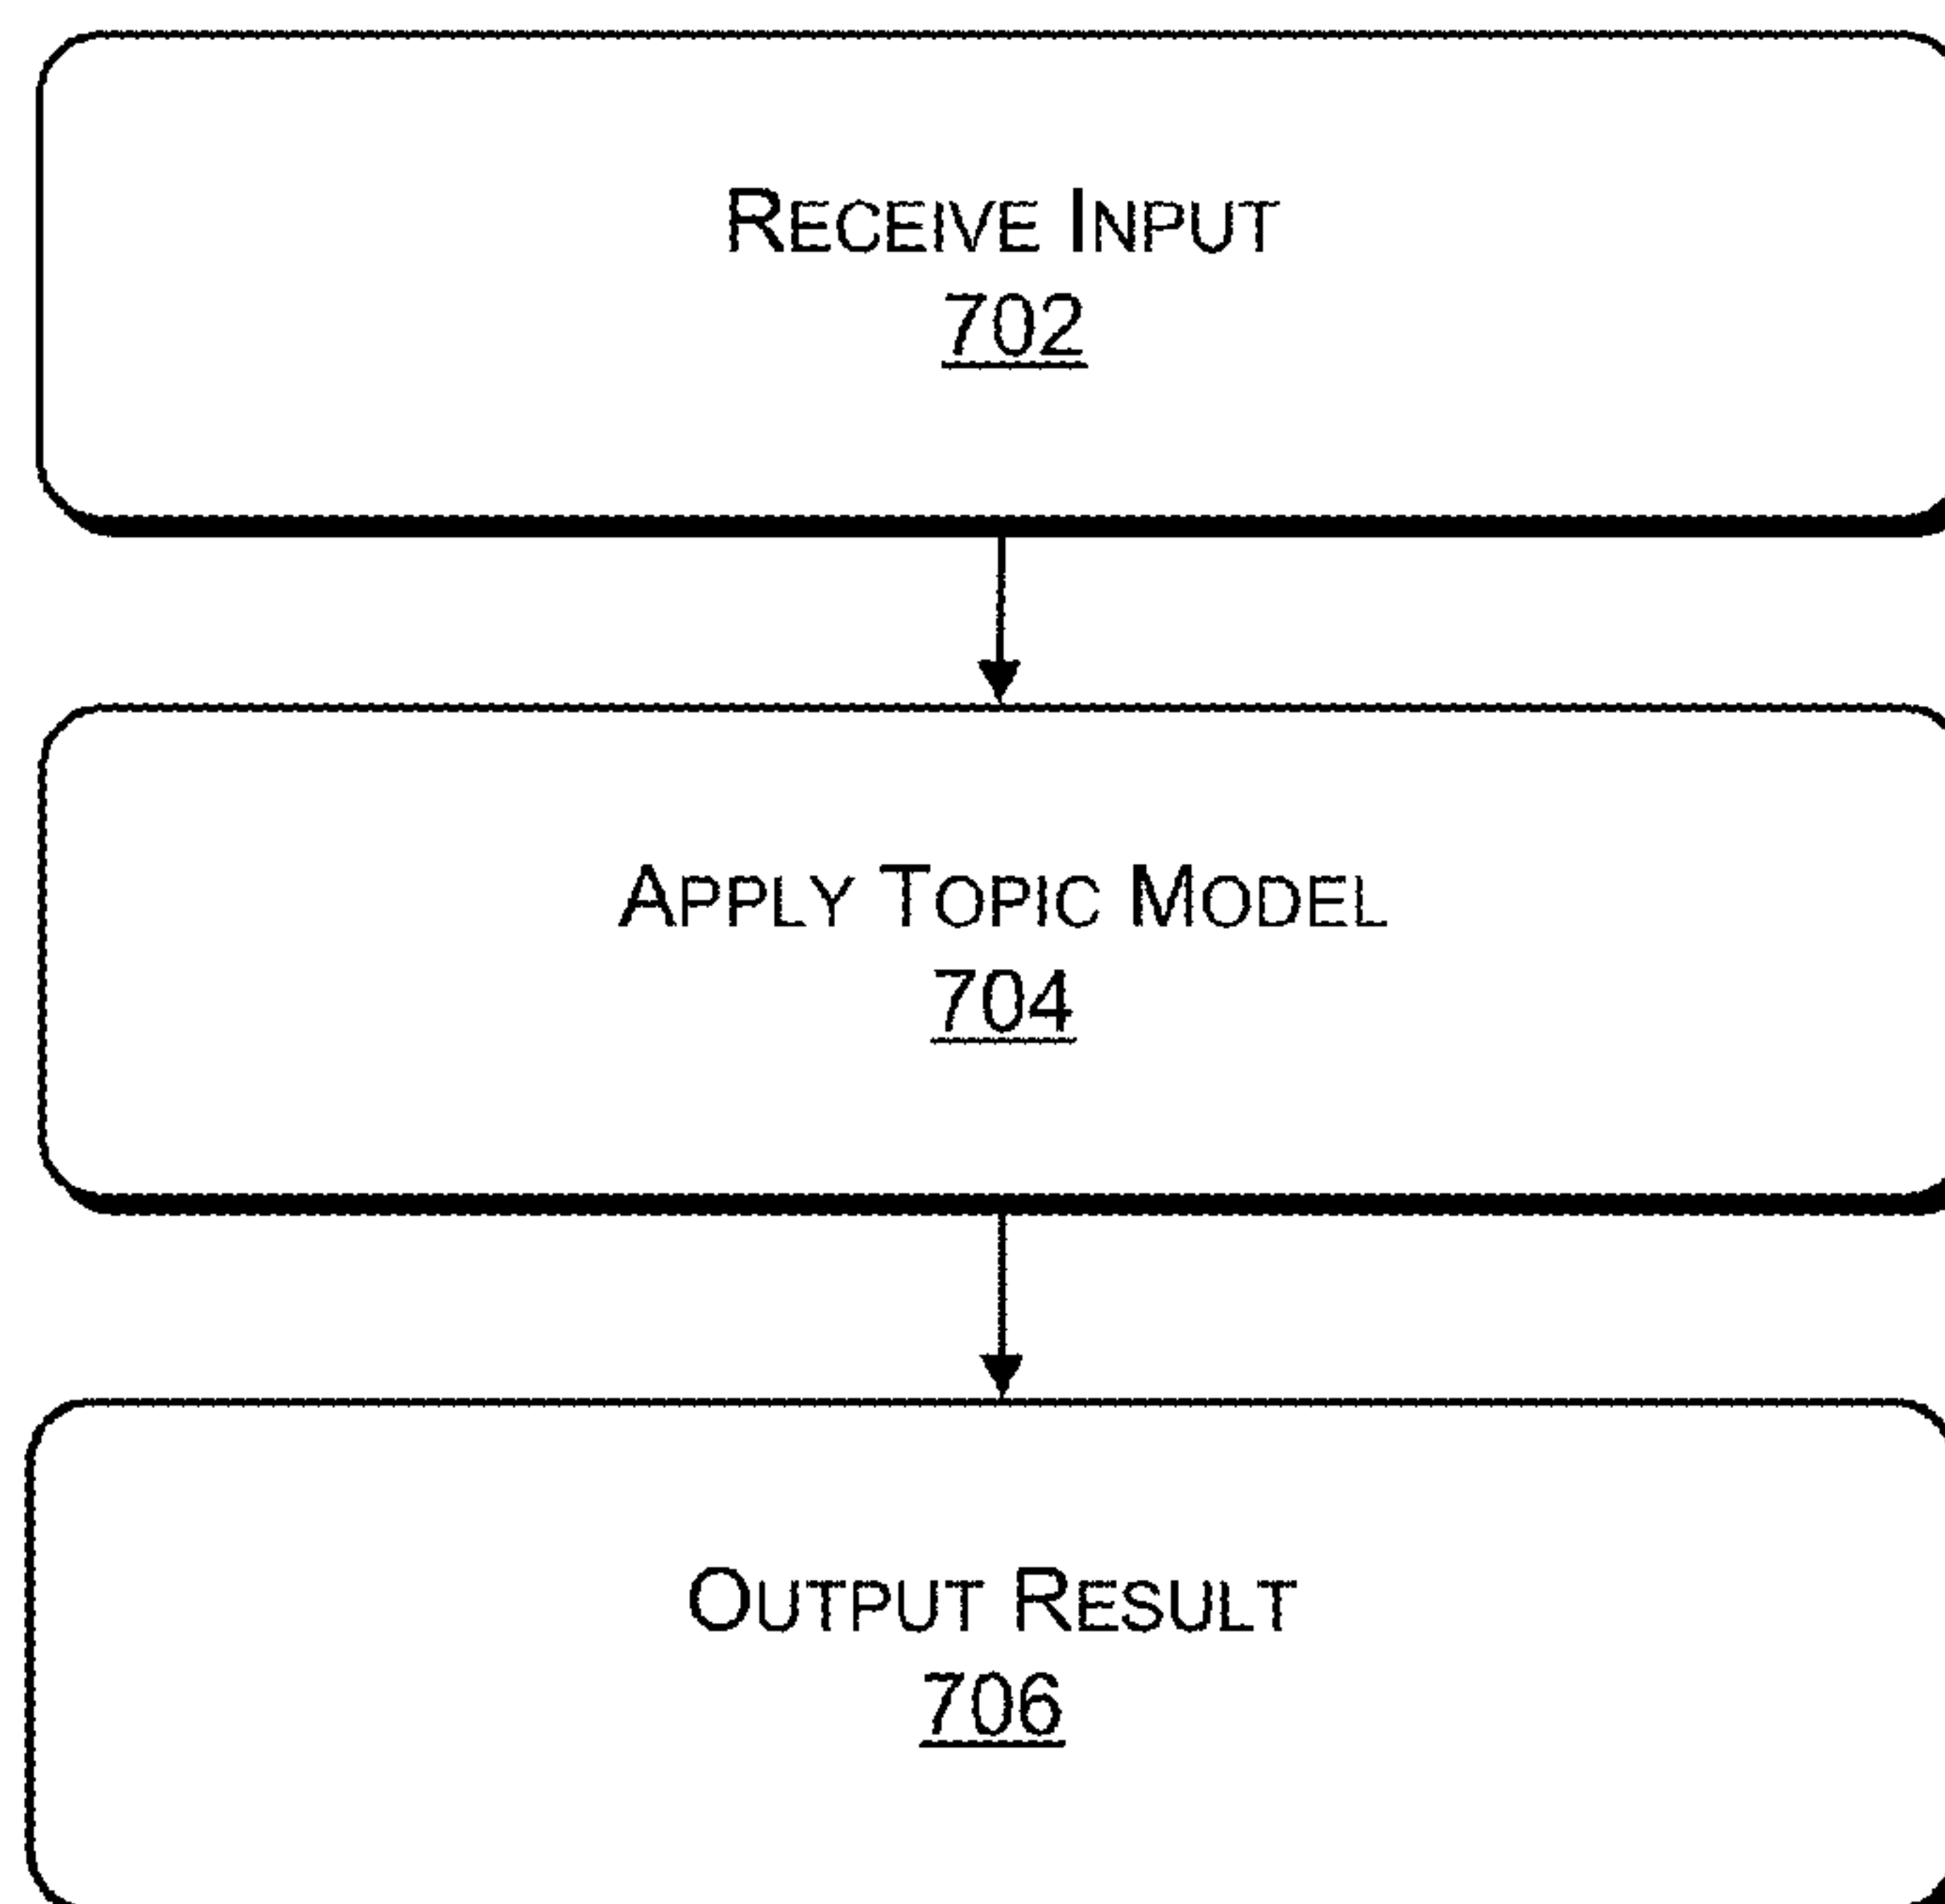 RECEIVE INPUT
702
APPLY TOPIC MODEL
704
OUTPUT RESULT
706